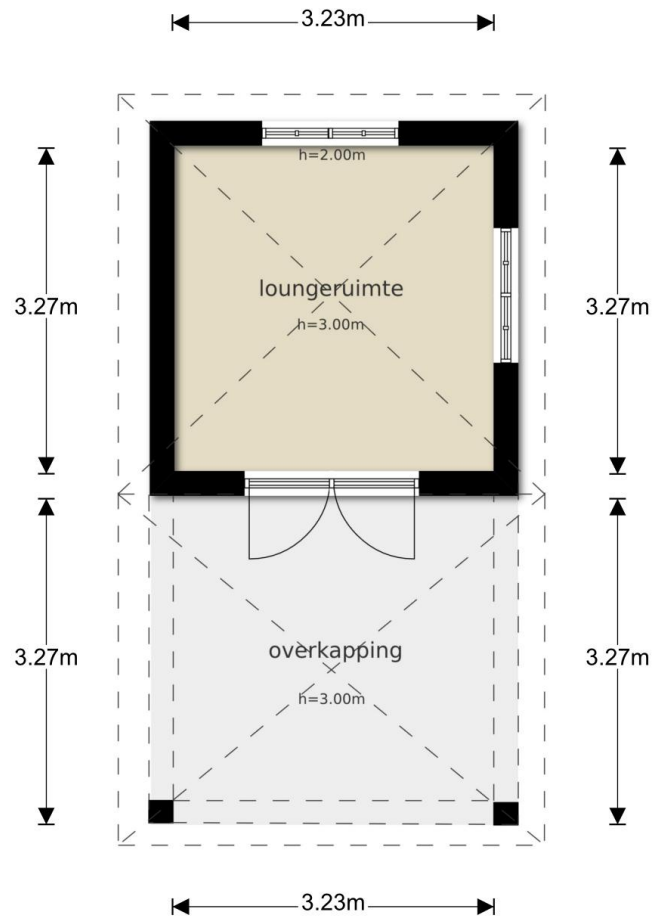 3.23m
h=2.00m
loungeruimte
3.27m
3.27m
h=3.00m
overkapping
3.27m
3.27m
h=3.00m
3.23m